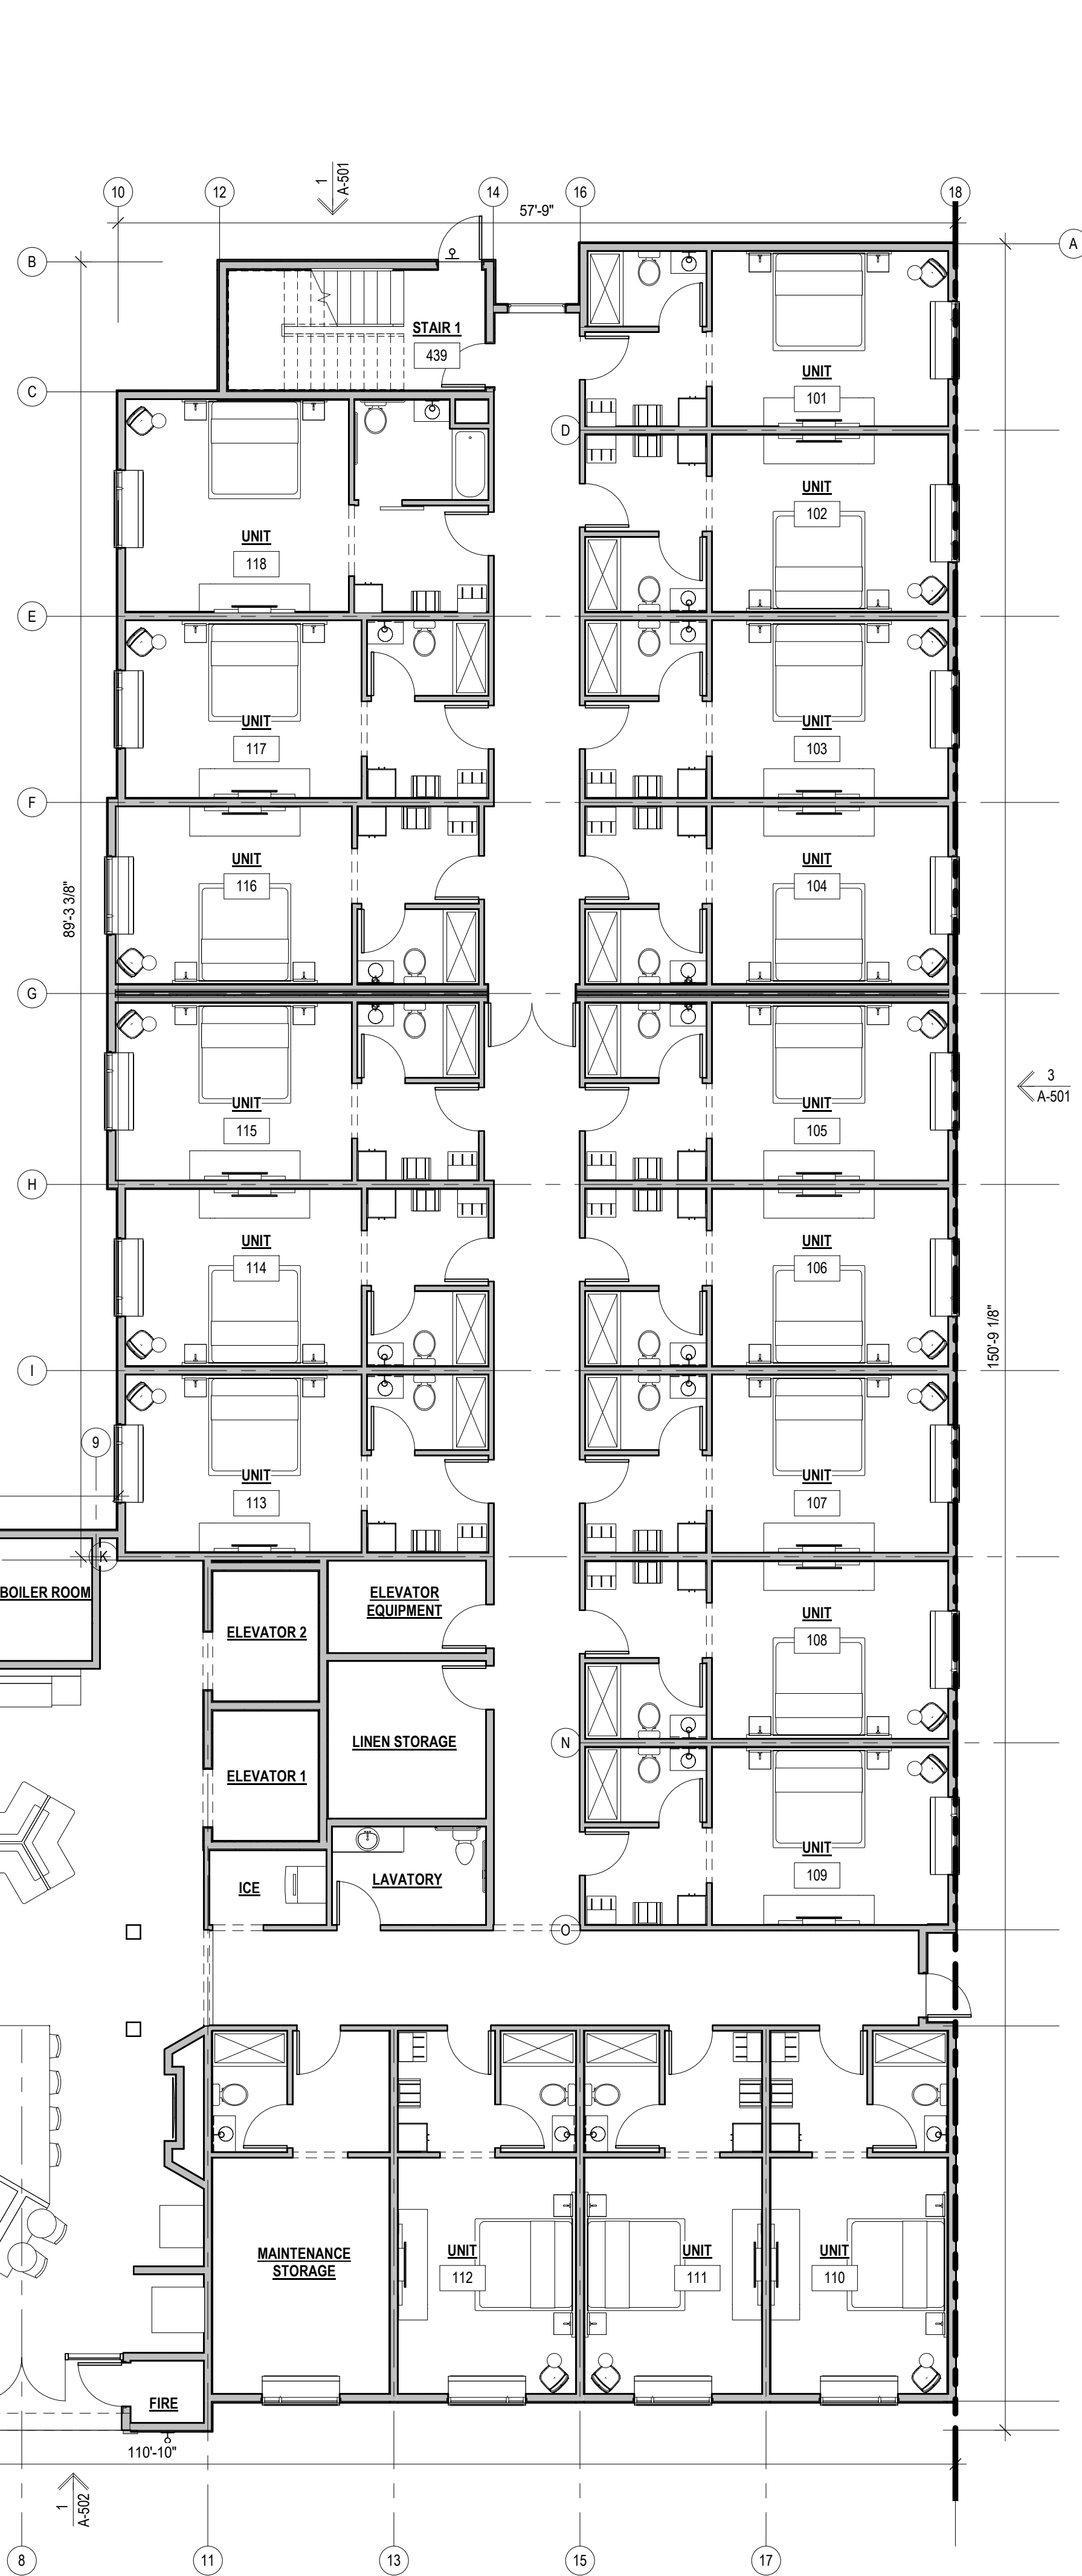 1
A-501
10
12
14
16
18
57'-9"
A
B
STAIR 1
439
UNIT
101
C
D
UNIT
102
UNIT
118
E
UNIT
117
UNIT
103
F
UNIT
116
UNIT
104
89'-3 3/8"
G
UNIT
115
UNIT
105
3
A-501
H
UNIT
114
UNIT
106
150'-9 1/8"
I
9
UNIT
113
UNIT
107
K
BOILER ROOM
ELEVATOR
EQUIPMENT
ELEVATOR 2
UNIT
108
LINEN STORAGE
N
ELEVATOR 1
UNIT
109
ICE
LAVATORY
O
MAINTENANCE
STORAGE
UNIT
112
UNIT
111
UNIT
110
FIRE
110'-10"
1
A-502
8
11
13
15
17